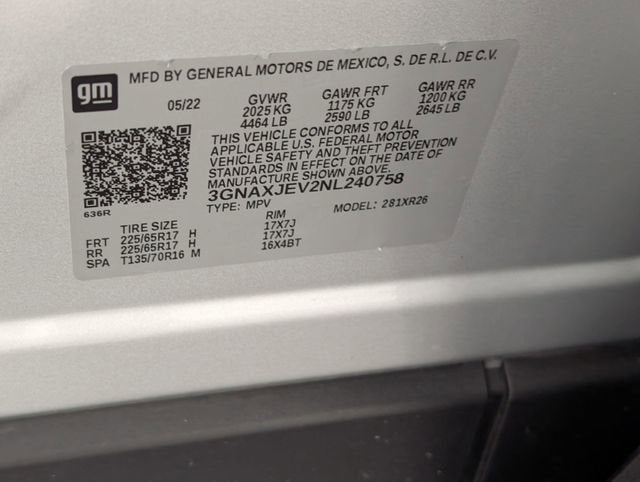 gm
MFD BY GENERAL MOTORS DE MEXICO, S. DE R.L. DE C.V.
05/22 GVWR GAWR FRT GAWR RR
2025 KG 1175 KG 1200 KG
4464 LB 2590 LB 2645 LB
THIS VEHICLE CONFORMS TO ALL
APPLICABLE U.S. FEDERAL MOTOR
VEHICLE SAFETY AND THEFT PREVENTION
STANDARDS IN EFFECT ON THE DATE OF
MANUFACTURE SHOWN ABOVE.
3GNAXJEV2NL240758
636R TYPE: MPV MODEL: 281XR26
TIRE SIZE RIM
FRT 225/65R17 H 17X7J
RR 225/65R17 H 17X7J
SPA T135/70R16 M 16X4BT